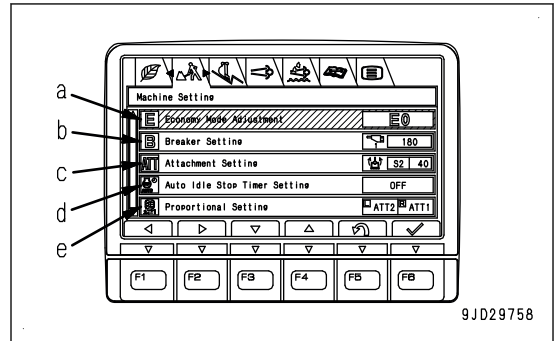 Machine Setting
a E Economy Mode Adjustment E0
b B Breaker Setting 180
c ATT Attachment Setting S2 40
d Auto Idle Stop Timer Setting OFF
e Proportional Setting L ATT2 R ATT1
F1 F2 F3 F4 F5 F6
9JD29758